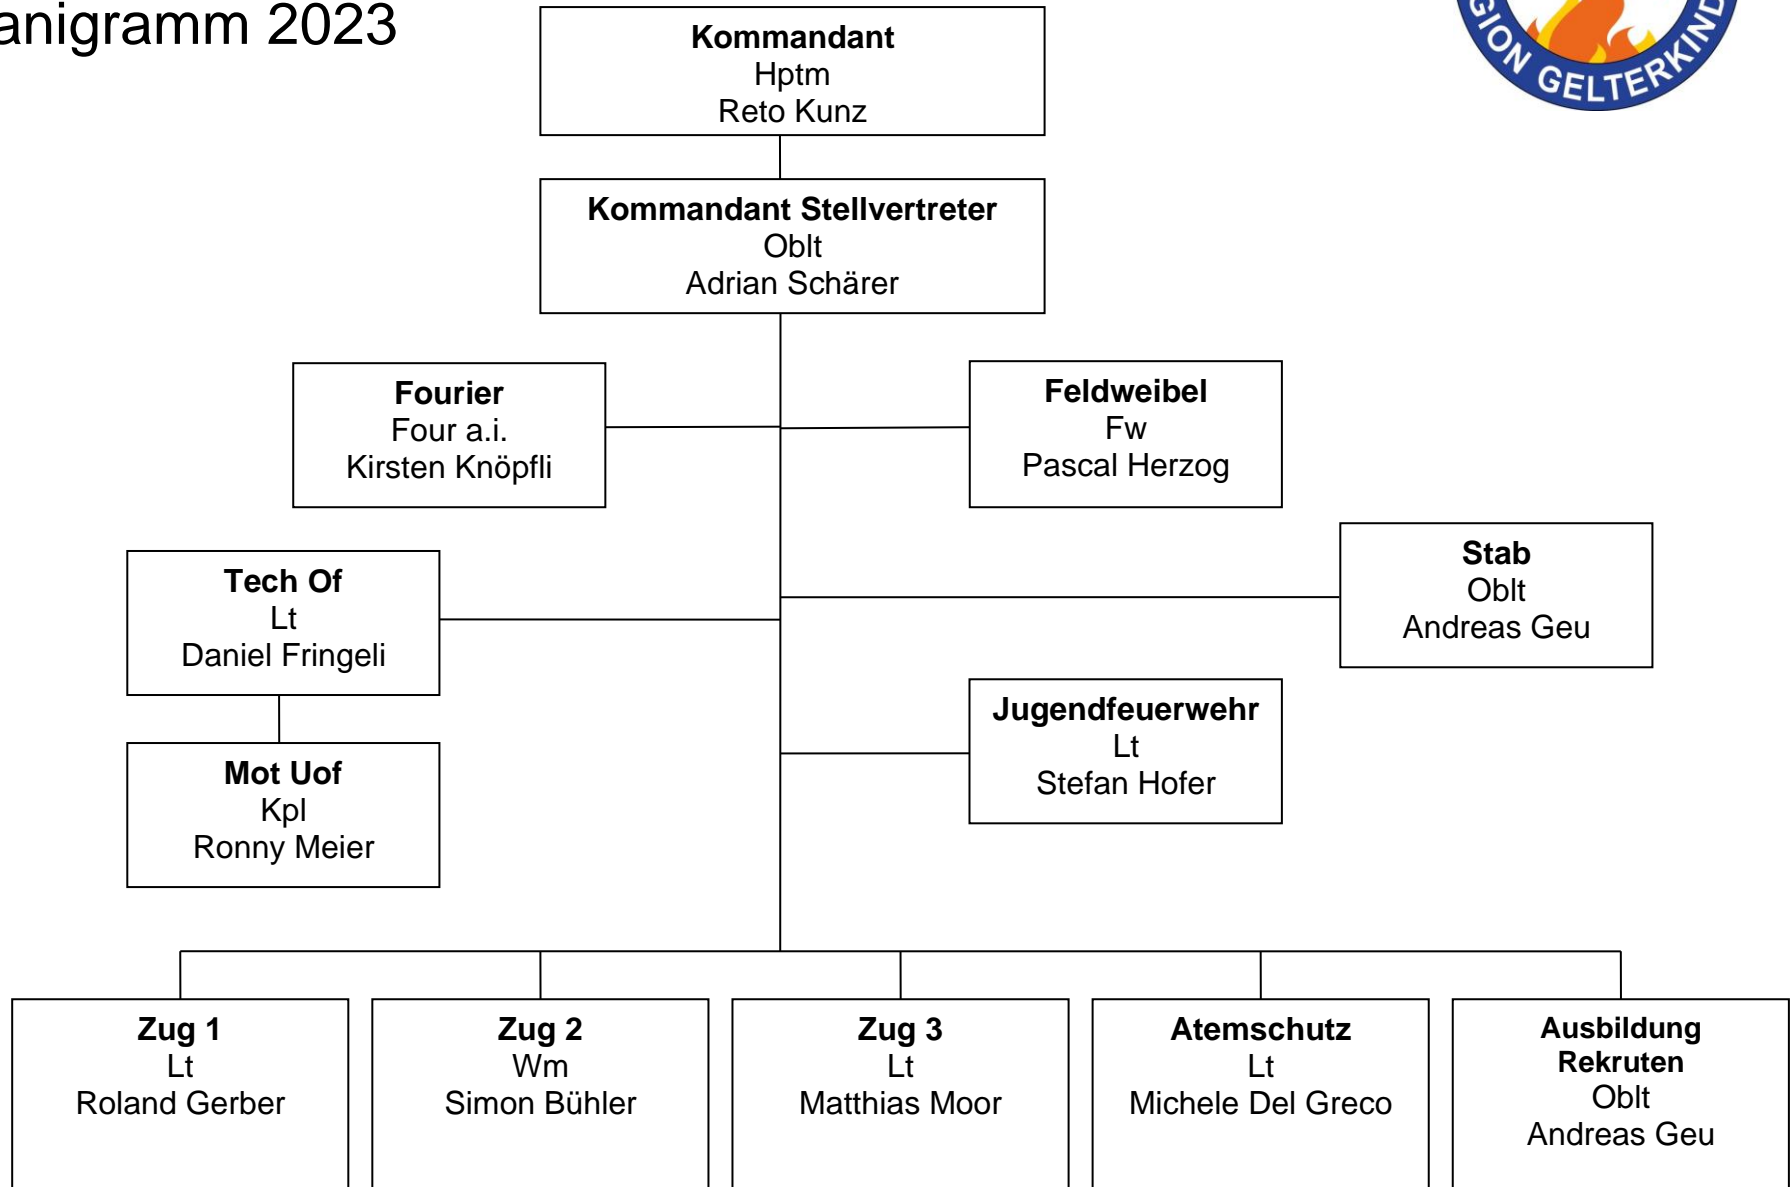 anigramm 2023
GION GELTERKIND
Kommandant
Hptm
Reto Kunz
Kommandant Stellvertreter
Oblt
Adrian Schärer
Fourier
Four a.i.
Kirsten Knöpfli
Feldweibel
Fw
Pascal Herzog
Stab
Oblt
Andreas Geu
Tech Of
Lt
Daniel Fringeli
Jugendfeuerwehr
Lt
Stefan Hofer
Mot Uof
Kpl
Ronny Meier
Zug 1
Lt
Roland Gerber
Zug 2
Wm
Simon Bühler
Zug 3
Lt
Matthias Moor
Atemschutz
Lt
Michele Del Greco
Ausbildung
Rekruten
Oblt
Andreas Geu